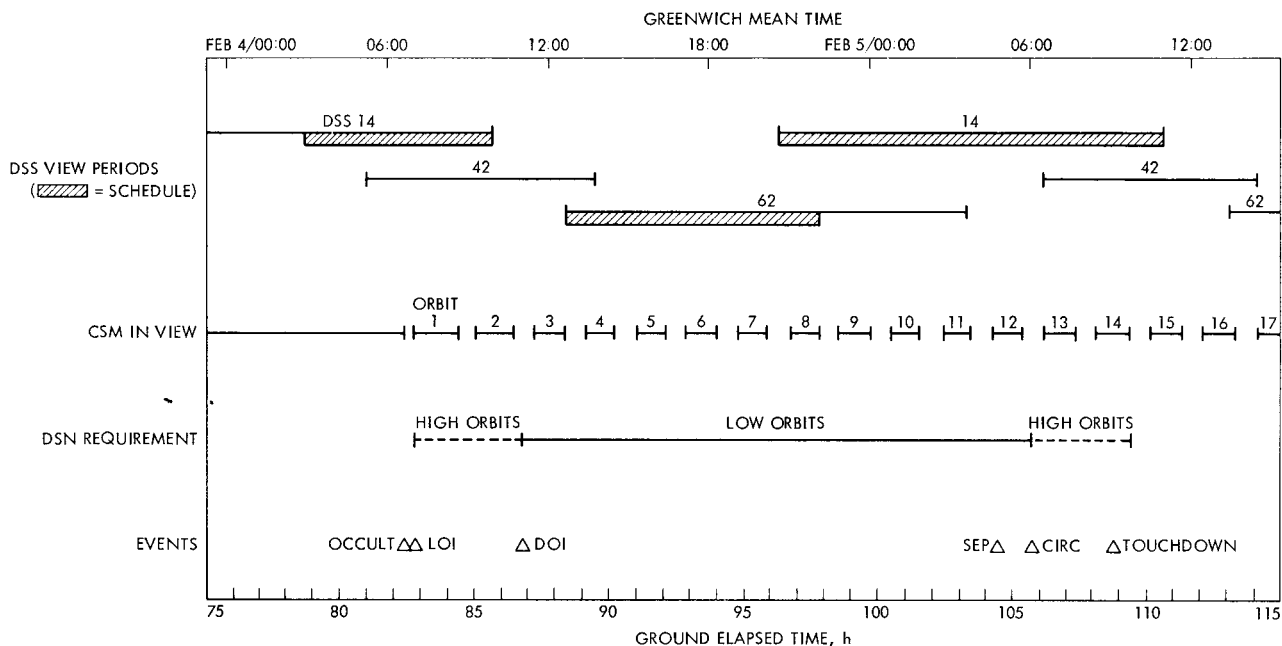 GREENWICH MEAN TIME
FEB 4/00:00 06:00 12:00 18:00 FEB 5/00:00 06:00 12:00
DSS 14 14
DSS VIEW PERIODS
( = SCHEDULE)
42 42
62 62
ORBIT
CSM IN VIEW 1 2 3 4 5 6 7 8 9 10 11 12 13 14 15 16 17
HIGH ORBITS LOW ORBITS HIGH ORBITS
DSN REQUIREMENT
EVENTS OCCULT LOI DOI SEP CIRC TOUCHDOWN
75 80 85 90 95 100 105 110 115
GROUND ELAPSED TIME, h